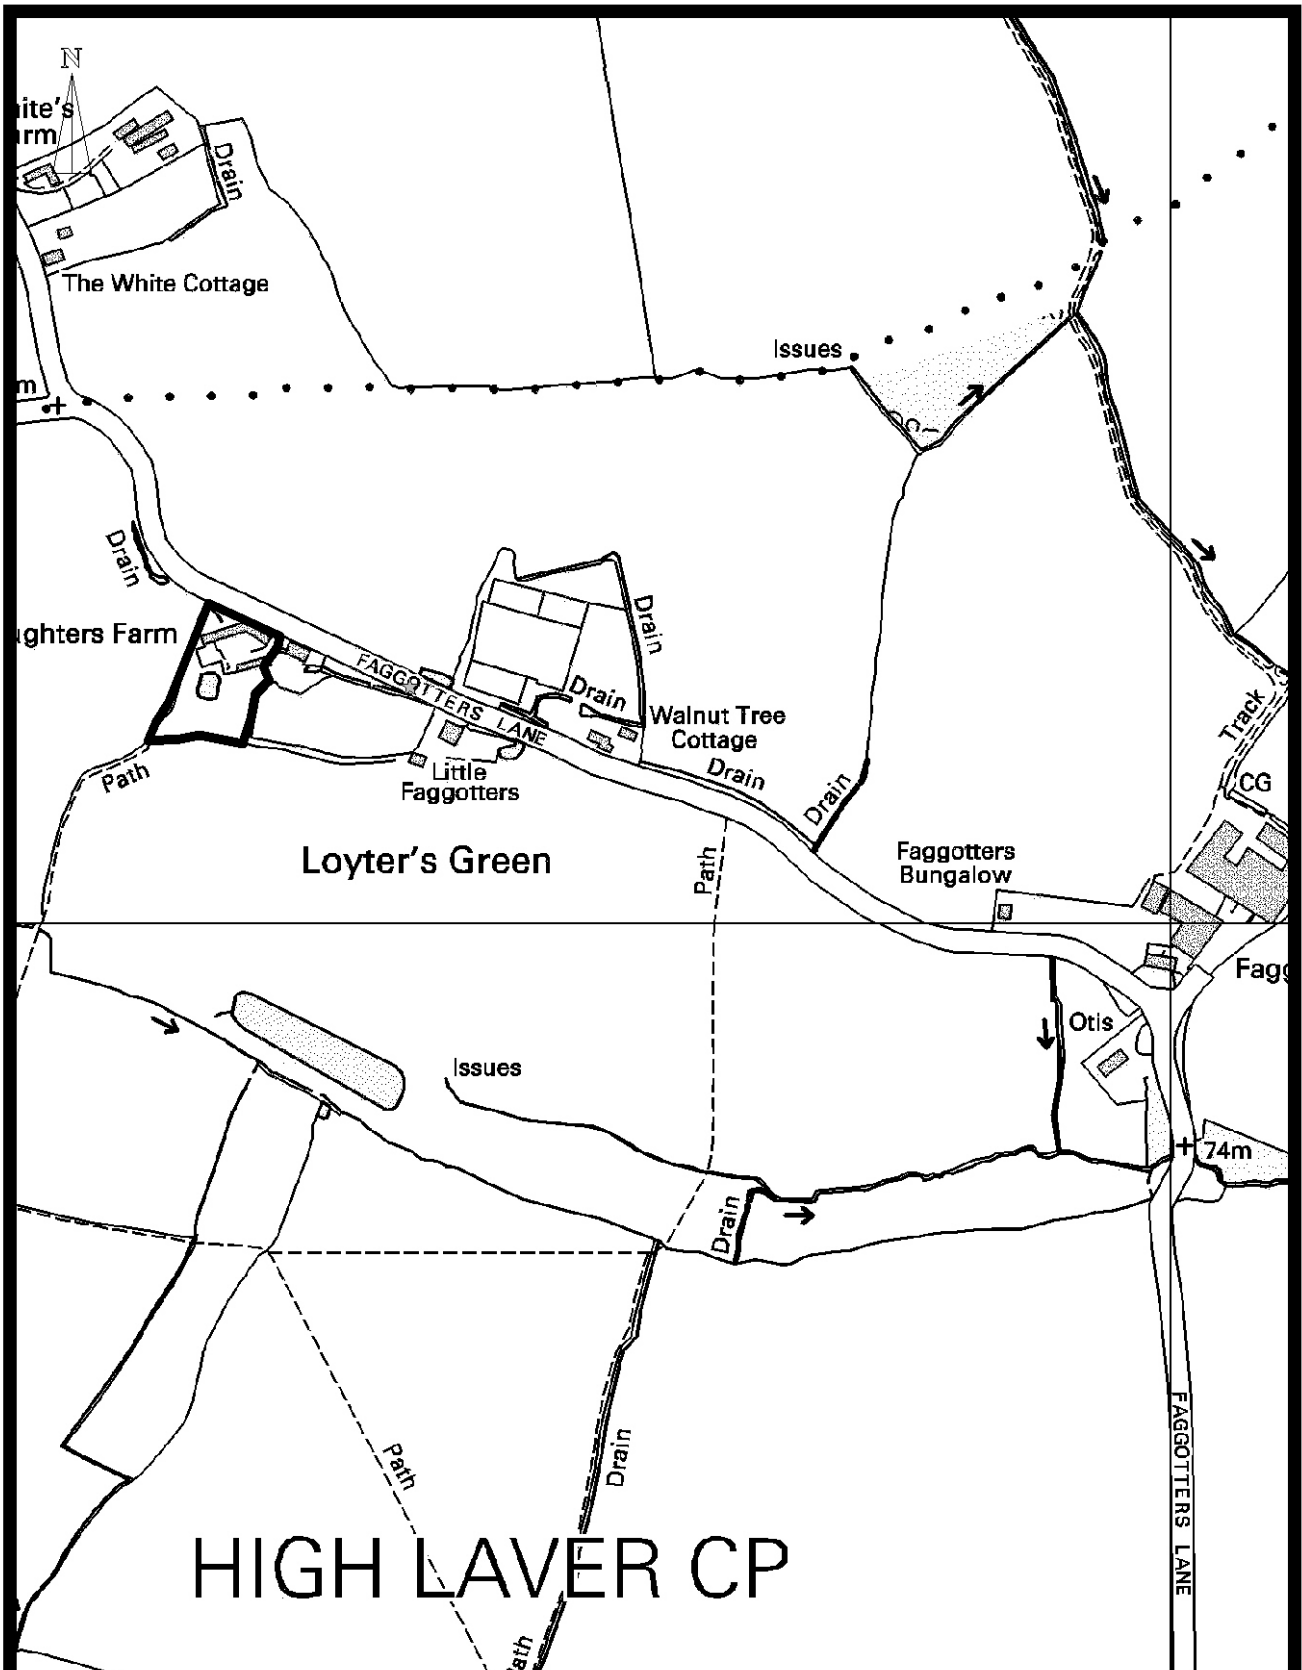 N
ite's
arm
Drain
The White Cottage
Issues
m
Drain
ughters Farm
Drain
FAGGOTTERS LANE
Drain
Walnut Tree
Cottage
Track
Path
Little
Faggotters
Drain
Drain
CG
Loyter's Green
Path
Faggotters
Bungalow
Fagg
Otis
Issues
74m
Drain
Path
Drain
FAGGOTTERS LANE
HIGH LAVER CP
ath